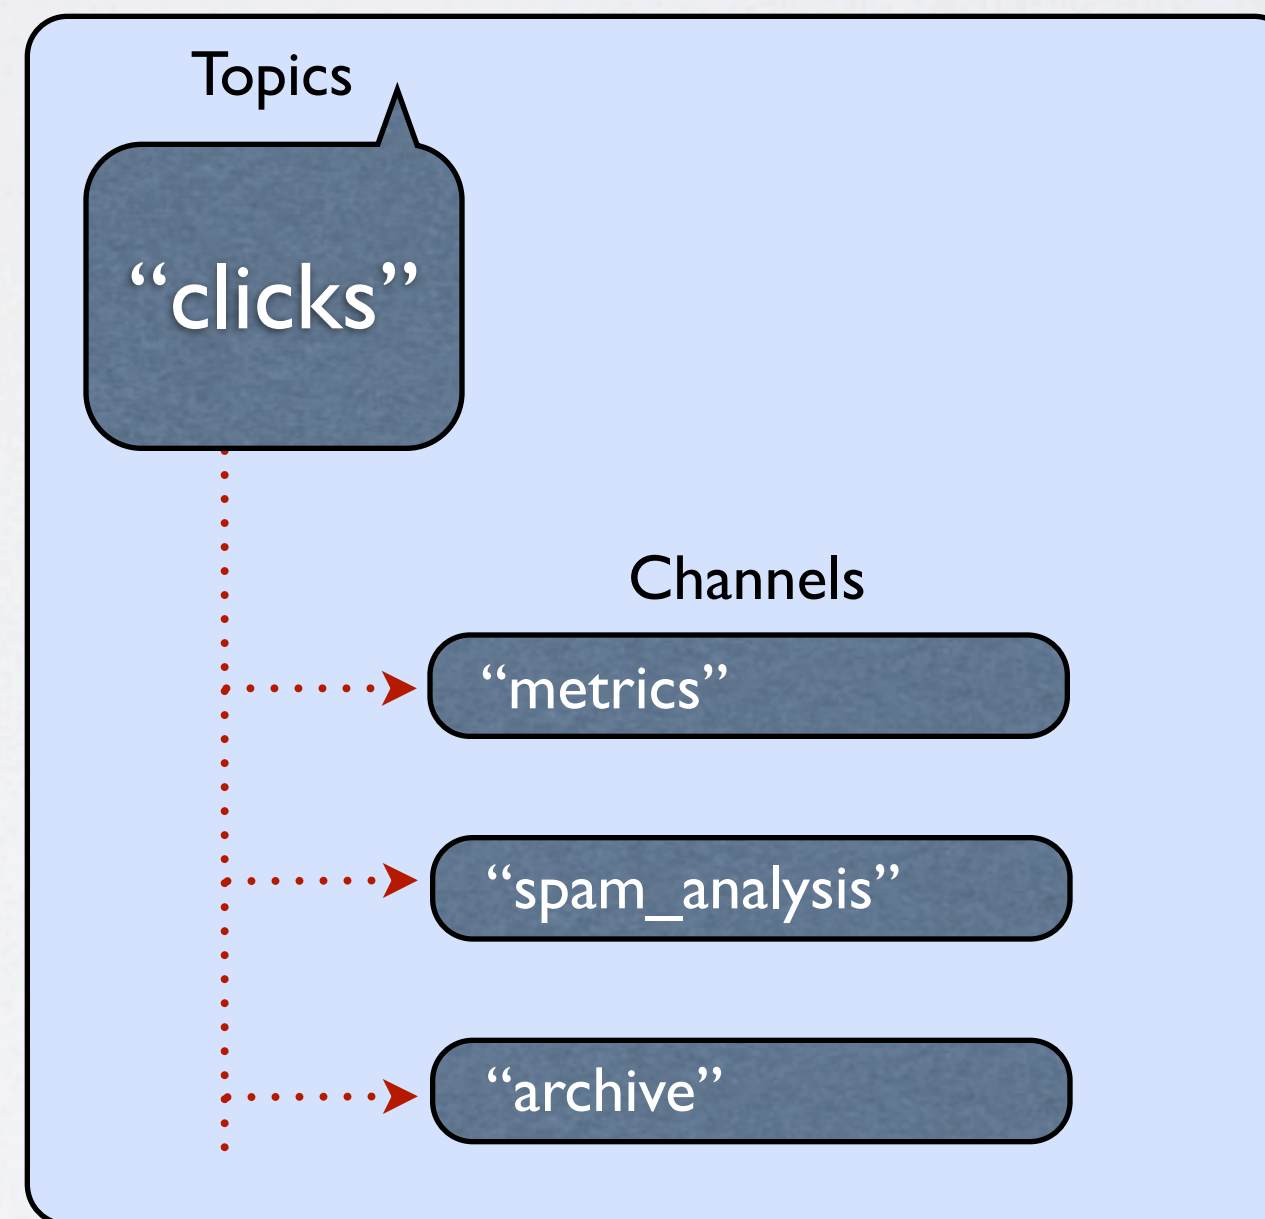 Topics
“clicks”
Channels
“metrics”
“spam_analysis”
“archive”